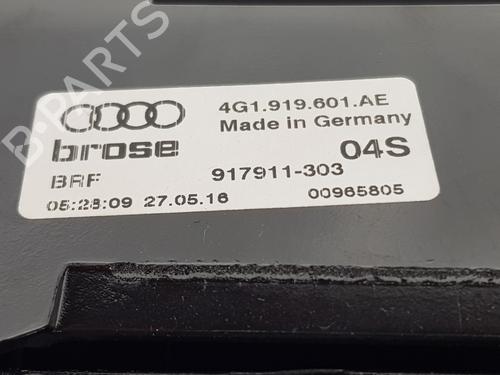 4G1.919.601.AE
Made in Germany
brose
04S
BRF
917911-303
05:28:09 27.05.16
00965805
B-PARTS